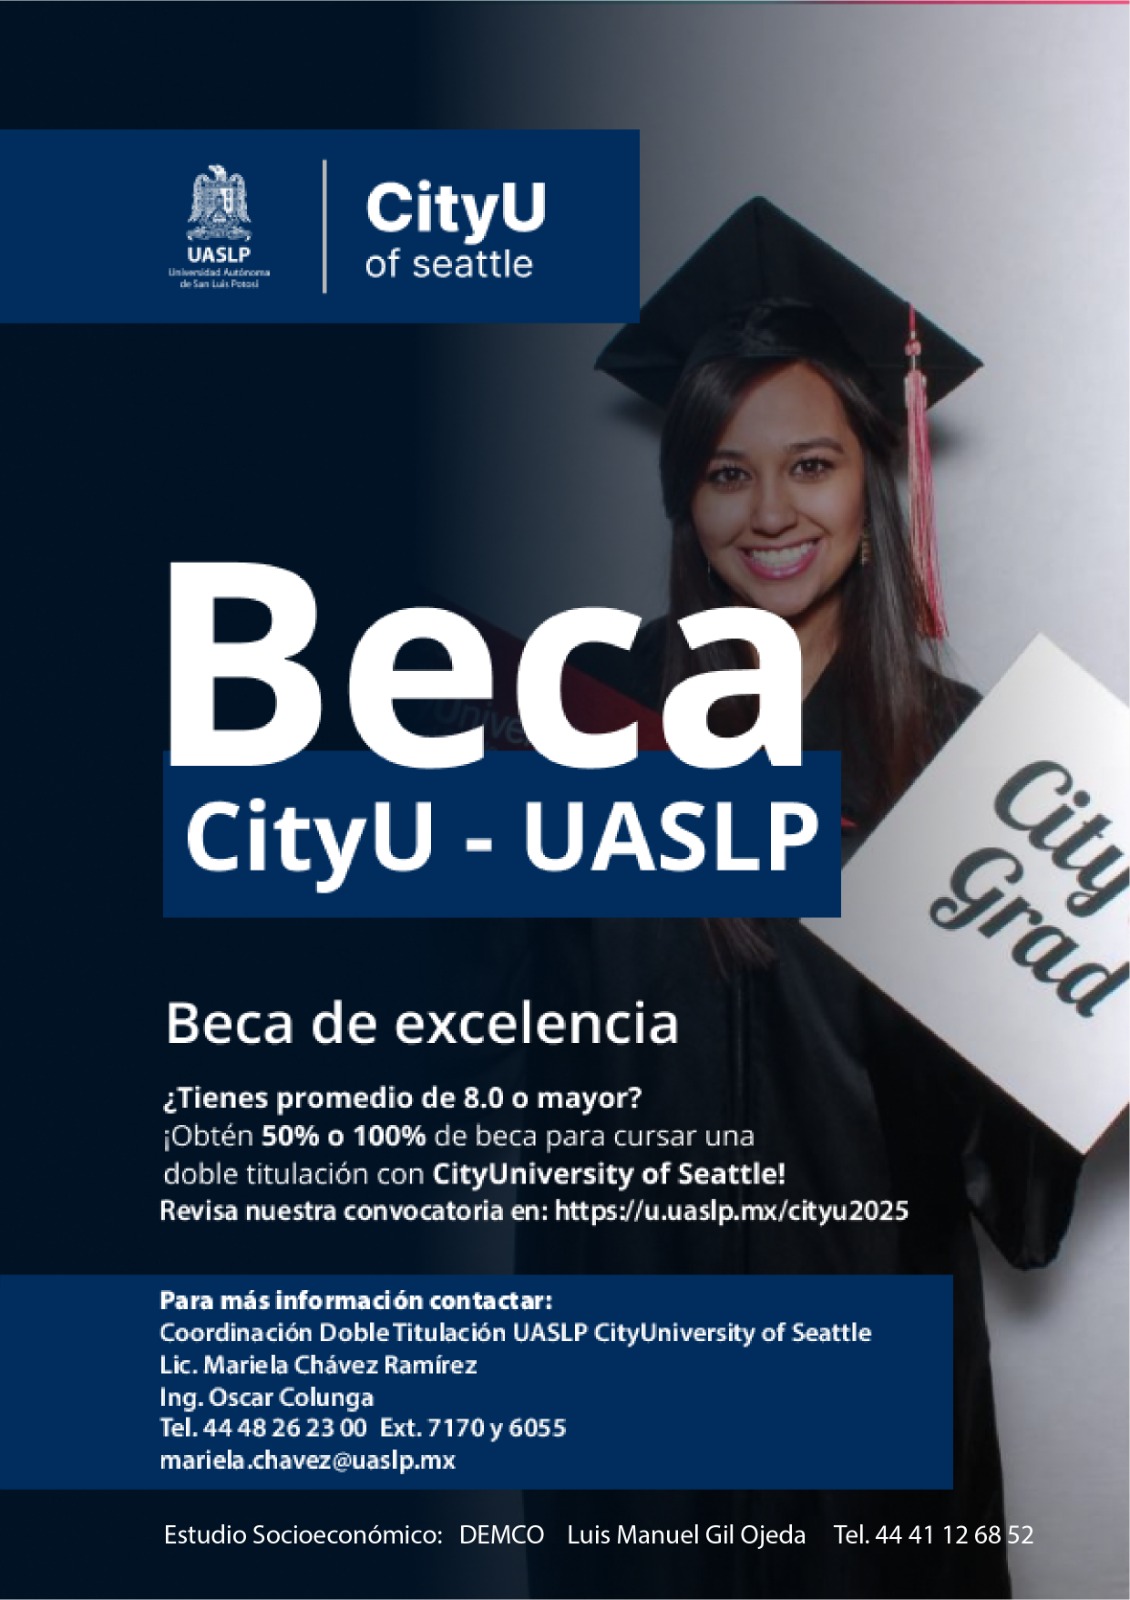 UASLP
Universidad Autónoma
de San Luis Potosí
CityU
of seattle
Beca
CityU - UASLP
City
Grad
Beca de excelencia
¿Tienes promedio de 8.0 o mayor?
¡Obtén 50% o 100% de beca para cursar una
doble titulación con CityUniversity of Seattle!
Revisa nuestra convocatoria en: https://u.uaslp.mx/cityu2025
Para más información contactar:
Coordinación Doble Titulación UASLP CityUniversity of Seattle
Lic. Mariela Chávez Ramírez
Ing. Oscar Colunga
Tel. 44 48 26 23 00 Ext. 7170 y 6055
mariela.chavez@uaslp.mx
Estudio Socioeconómico: DEMCO Luis Manuel Gil Ojeda Tel. 44 41 12 68 52